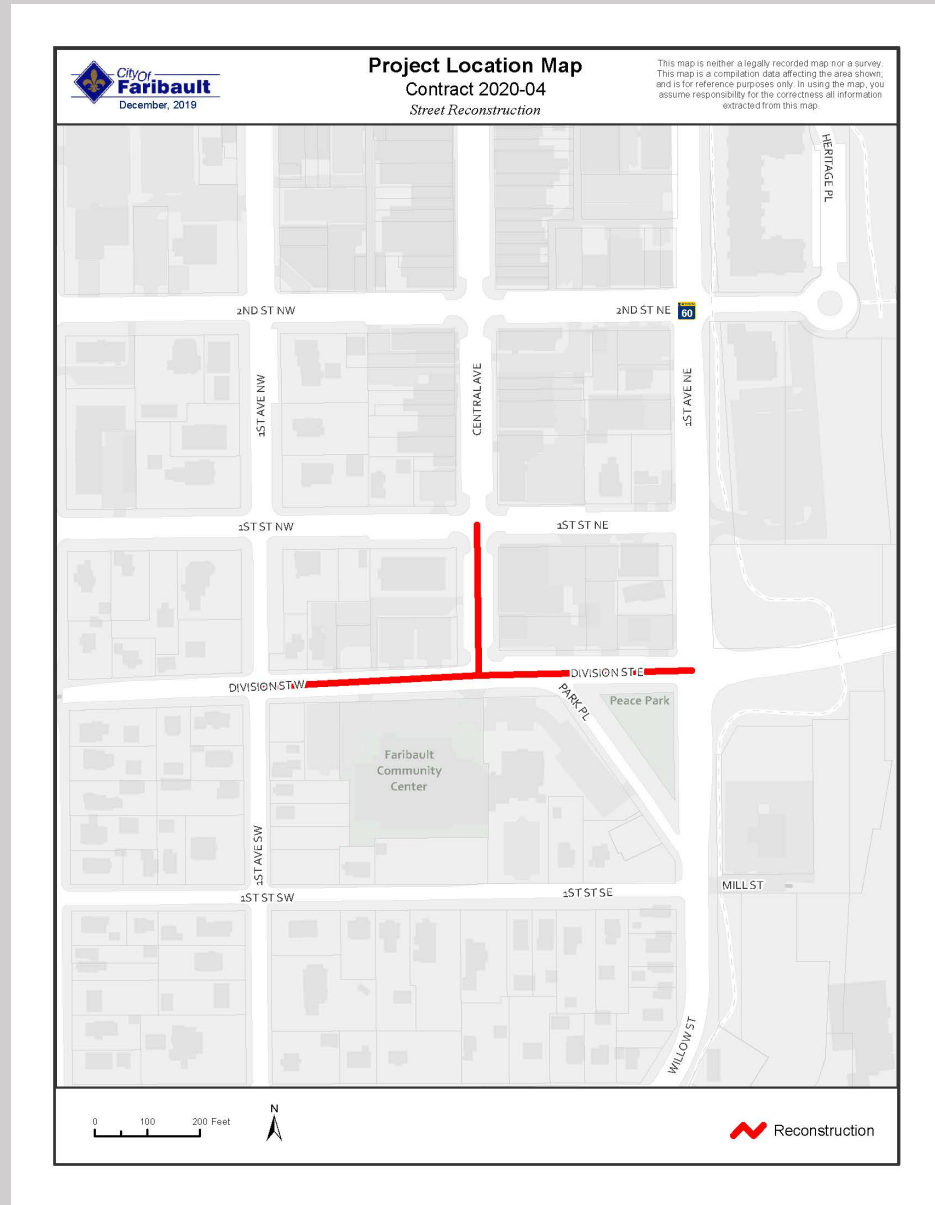 City Of
Faribault
December, 2019
Project Location Map
Contract 2020-04
Street Reconstruction
This map is neither a legally recorded map nor a survey.
This map is a compilation data affecting the area shown,
and is for reference purposes only. In using the map, you
assume responsibility for the correctness all information
extracted from this map.
HERITAGE PL
2ND ST NW
2ND ST NE
60
1ST AVE NW
CENTRAL AVE
1ST AVE NE
1ST ST NW
1ST ST NE
DIVISION ST W
DIVISION ST E
PARK PL
Peace Park
Faribault
Community
Center
1ST AVE SW
1ST ST SW
1ST ST SE
MILL ST
WILLOW ST
0 100 200 Feet
N
Reconstruction